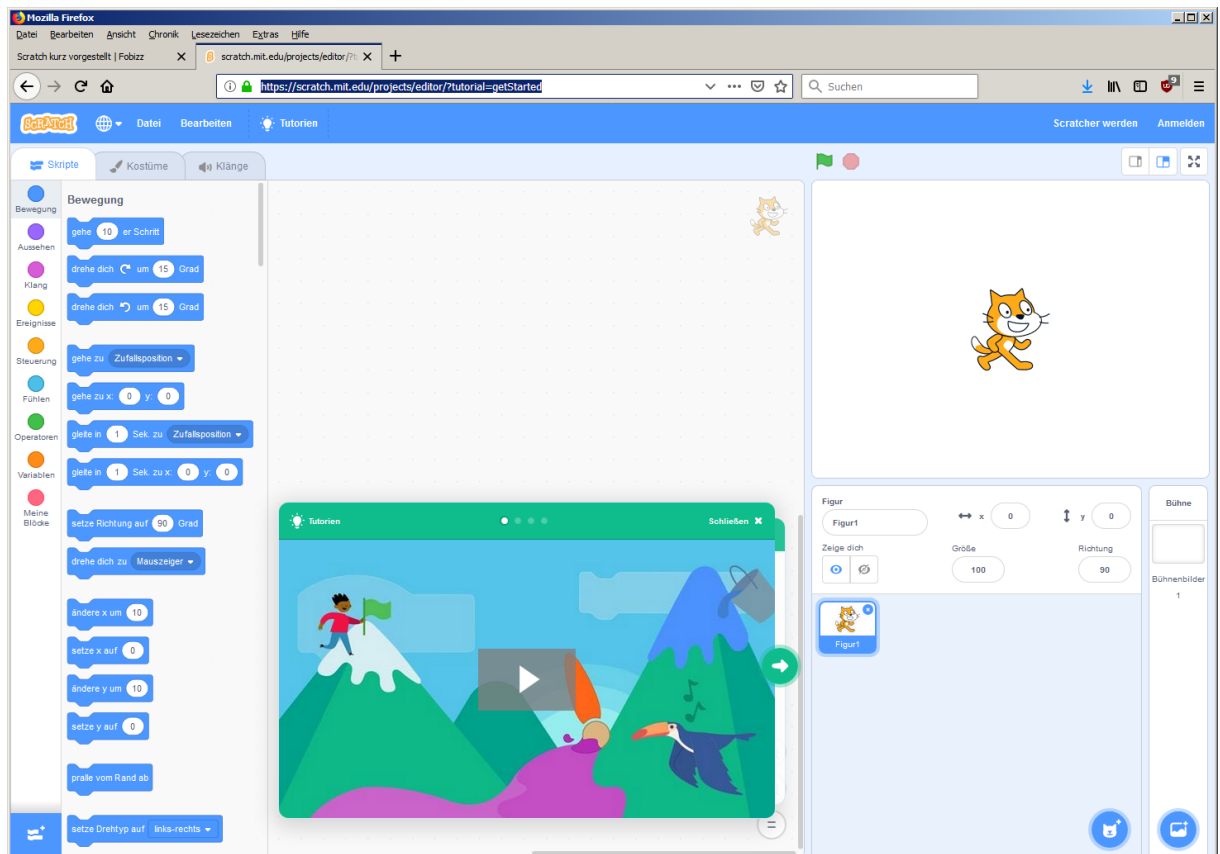 Mozilla Firefox
Datei Bearbeiten Ansicht Chronik Lesezeichen Extras Hilfe
Scratch kurz vorgestellt | Fobizz
scratch.mit.edu/projects/editor/?t
https://scratch.mit.edu/projects/editor/?tutorial=getStarted
Suchen
9
SCRATCH
Datei
Bearbeiten
Tutorien
Scratcher werden
Anmelden
Skripte
Kostüme
Klänge
Bewegung
Aussehen
Klang
Ereignisse
Steuerung
Fühlen
Operatoren
Variablen
Meine
Blöcke
Bewegung
gehe 10 er Schritt
drehe dich um 15 Grad
drehe dich um 15 Grad
gehe zu Zufallsposition
gehe zu x: 0 y: 0
gleite in 1 Sek. zu Zufallsposition
gleite in 1 Sek. zu x: 0 y: 0
setze Richtung auf 90 Grad
drehe dich zu Mauszeiger
ändere x um 10
setze x auf 0
ändere y um 10
setze y auf 0
pralle vom Rand ab
setze Drehtyp auf links-rechts
Tutorien
Schließen
Figur
Figur1
x 0
y 0
Zeige dich
Größe
100
Richtung
90
Figur1
Bühne
Bühnenbilder
1